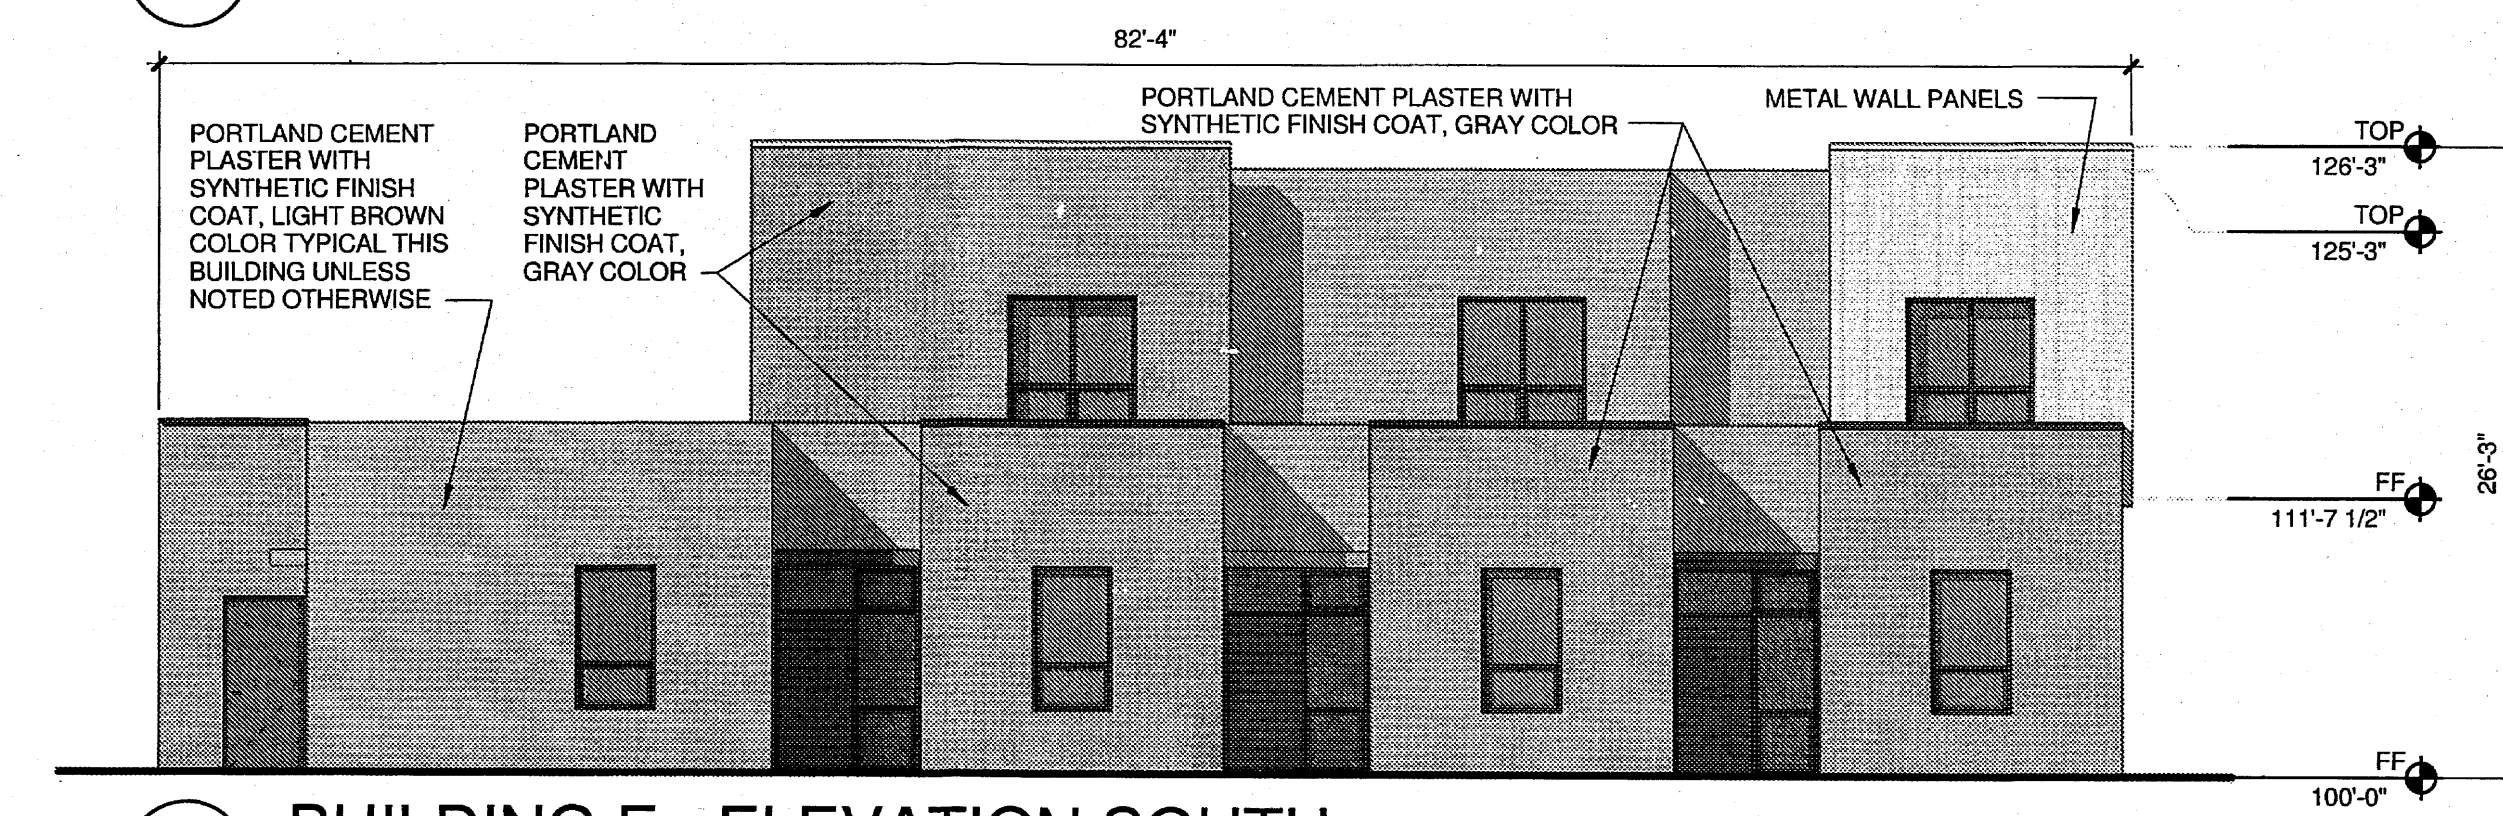 82'-4"
PORTLAND CEMENT
PLASTER WITH
SYNTHETIC FINISH
COAT, LIGHT BROWN
COLOR TYPICAL THIS
BUILDING UNLESS
NOTED OTHERWISE
PORTLAND
CEMENT
PLASTER WITH
SYNTHETIC
FINISH COAT,
GRAY COLOR
PORTLAND CEMENT PLASTER WITH
SYNTHETIC FINISH COAT, GRAY COLOR
METAL WALL PANELS
TOP
126'-3"
TOP
125'-3"
FF
111'-7 1/2"
26'-3"
FF
100'-0"
ELEVATION SOUTH